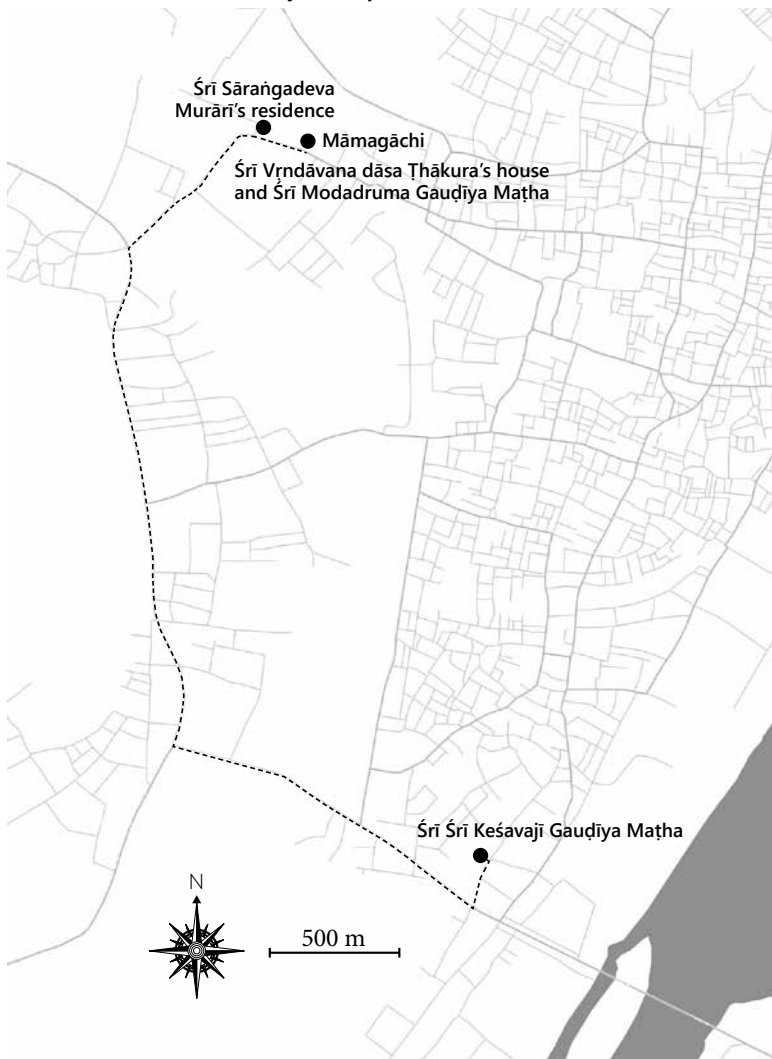 Śrī Sāraṅgadeva
Murārī’s residence
Māmagāchi
Śrī Vṛndāvana dāsa Ṭhākura’s house
and Śrī Modadruma Gauḍīya Maṭha
Śrī Śrī Keśavajī Gauḍīya Maṭha
N
500 m